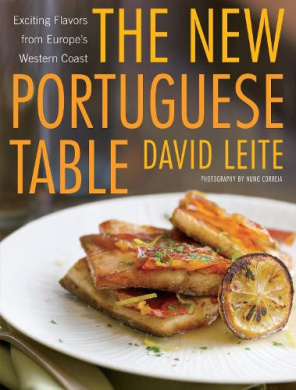 Exciting Flavors
from Europe's
Western Coast
THE NEW
PORTUGUESE
TABLE
DAVID LEITE
PHOTOGRAPHY BY NUNO CORREIA